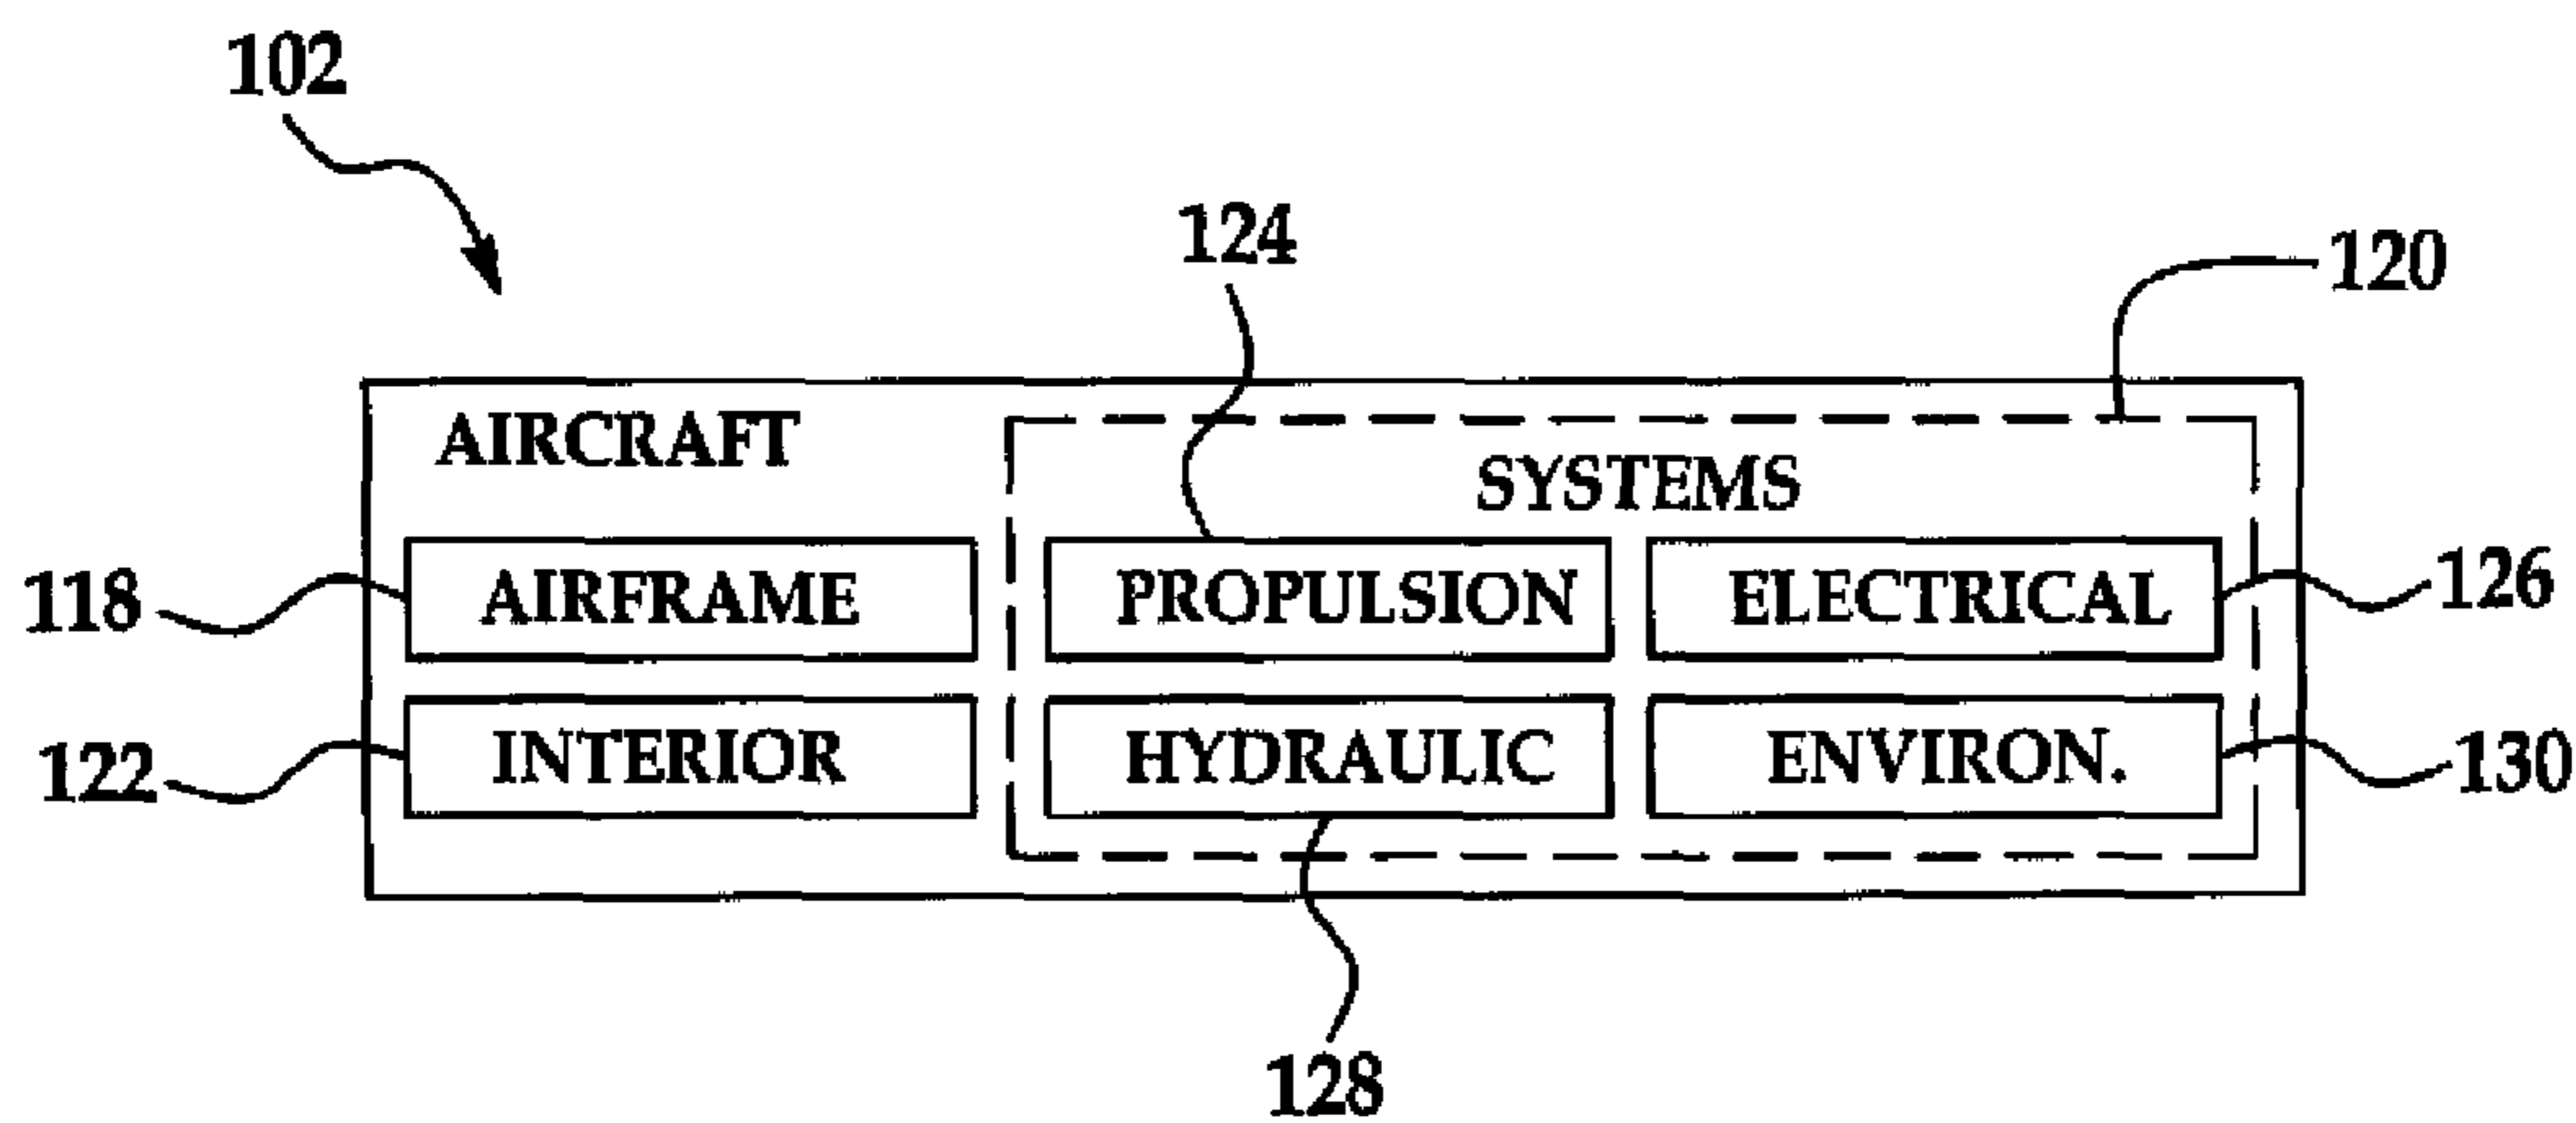 102
124
120
AIRCRAFT
SYSTEMS
118 AIRFRAME PROPULSION ELECTRICAL 126
122 INTERIOR HYDRAULIC ENVIRON. 130
128